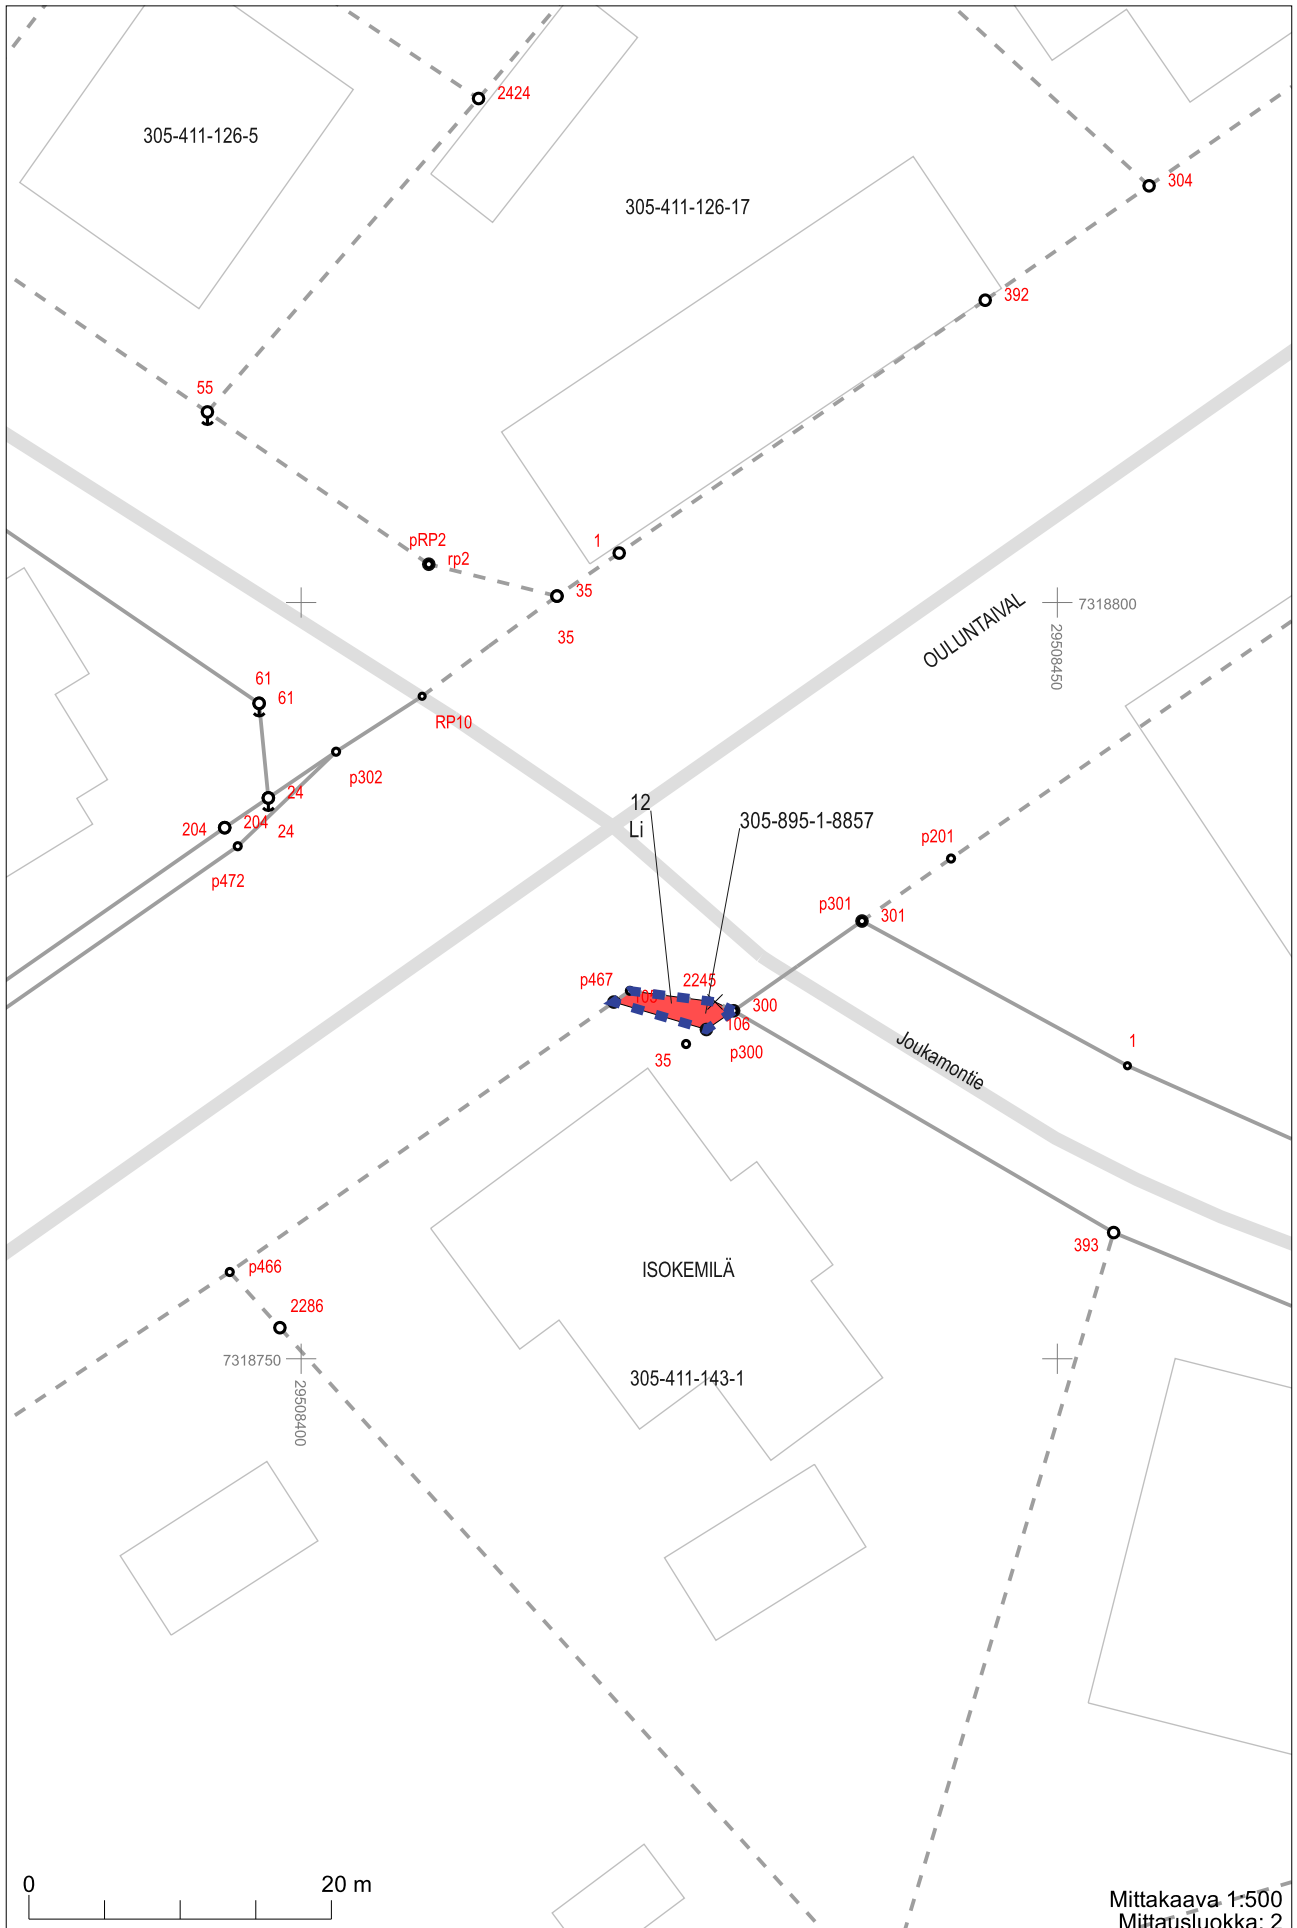 2424
305-411-126-5
304
305-411-126-17
392
55
pRP2
rp2
1
35
35
7318800
29508450
OULUNTAIVAL
61
61
RP10
p302
24
204
204
24
p472
12
Li
305-895-1-8857
p201
p301
301
p467
105
2245
300
106
p300
35
Joukamontie
1
393
p466
ISOKEMILÄ
2286
7318750
29508400
305-411-143-1
0
20 m
Mittakaava 1:500
Mittausluokka: 2